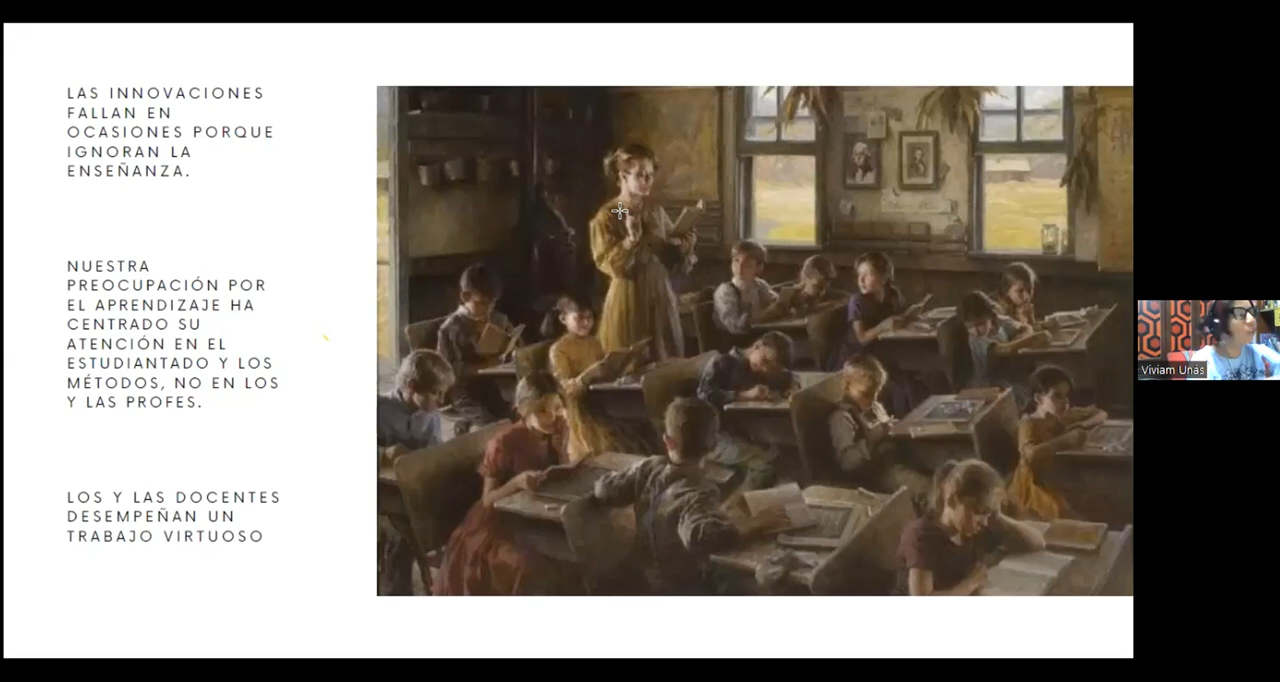 LAS INNOVACIONES
FALLAN EN
OCASIONES PORQUE
IGNORAN LA
ENSEÑANZA.
NUESTRA
PREOCUPACIÓN POR
EL APRENDIZAJE HA
CENTRADO SU
ATENCIÓN EN EL
ESTUDIANTADO Y LOS
MÉTODOS, NO EN LOS
Y LAS PROFES.
LOS Y LAS DOCENTES
DESEMPEÑAN UN
TRABAJO VIRTUOSO
Viviam Unás